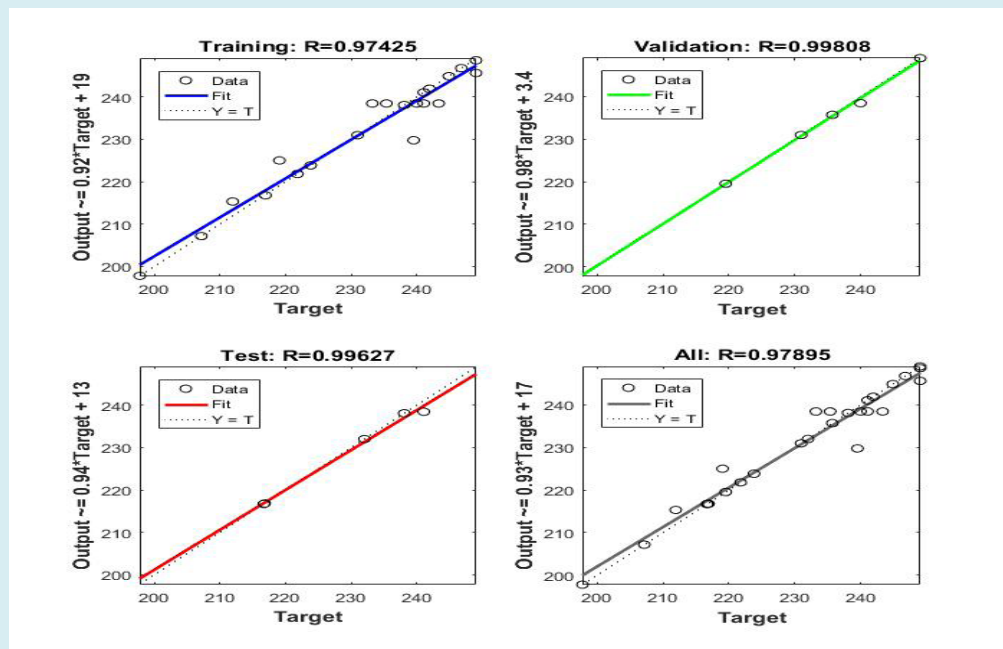 Training: R=0.97425
Output ~= 0.92*Target + 19
Data
Fit
Y = T
240
230
220
210
200
200 210 220 230 240
Target
Validation: R=0.99808
Output ~= 0.98*Target + 3.4
Data
Fit
Y = T
240
230
220
210
200
200 210 220 230 240
Target
Test: R=0.99627
Output ~= 0.94*Target + 13
Data
Fit
Y = T
240
230
220
210
200
200 210 220 230 240
Target
All: R=0.97895
Output ~= 0.93*Target + 17
Data
Fit
Y = T
240
230
220
210
200
200 210 220 230 240
Target